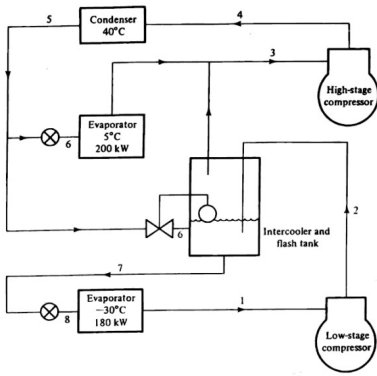 5
Condenser
40°C
4
3
High-stage
compressor
6
Evaporator
5°C
200 kW
6
Intercooler and
flash tank
2
7
8
Evaporator
−30°C
180 kW
1
Low-stage
compressor